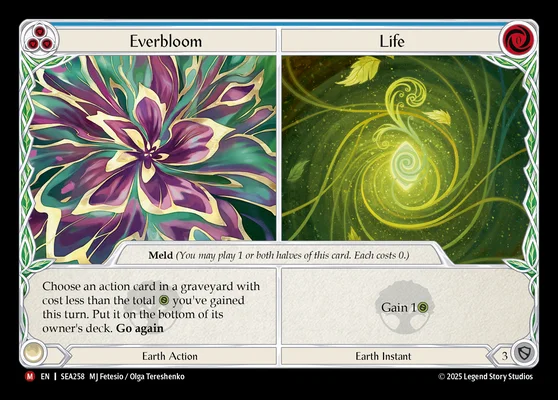 Everbloom
Life
0
Meld (You may play 1 or both halves of this card. Each costs 0.)
Choose an action card in a graveyard with
cost less than the total you've gained
this turn. Put it on the bottom of its
owner's deck. Go again
Gain 1
Earth Action
Earth Instant
3
M EN | SEA258 MJ Fetesio / Olga Tereshenko
© 2025 Legend Story Studios